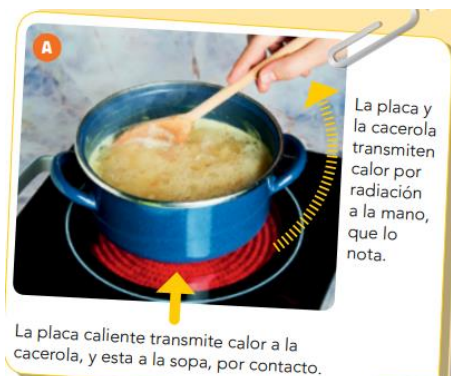 A
La placa y
la cacerola
transmiten
calor por
radiación
a la mano,
que lo
nota.
La placa caliente transmite calor a la
cacerola, y esta a la sopa, por contacto.